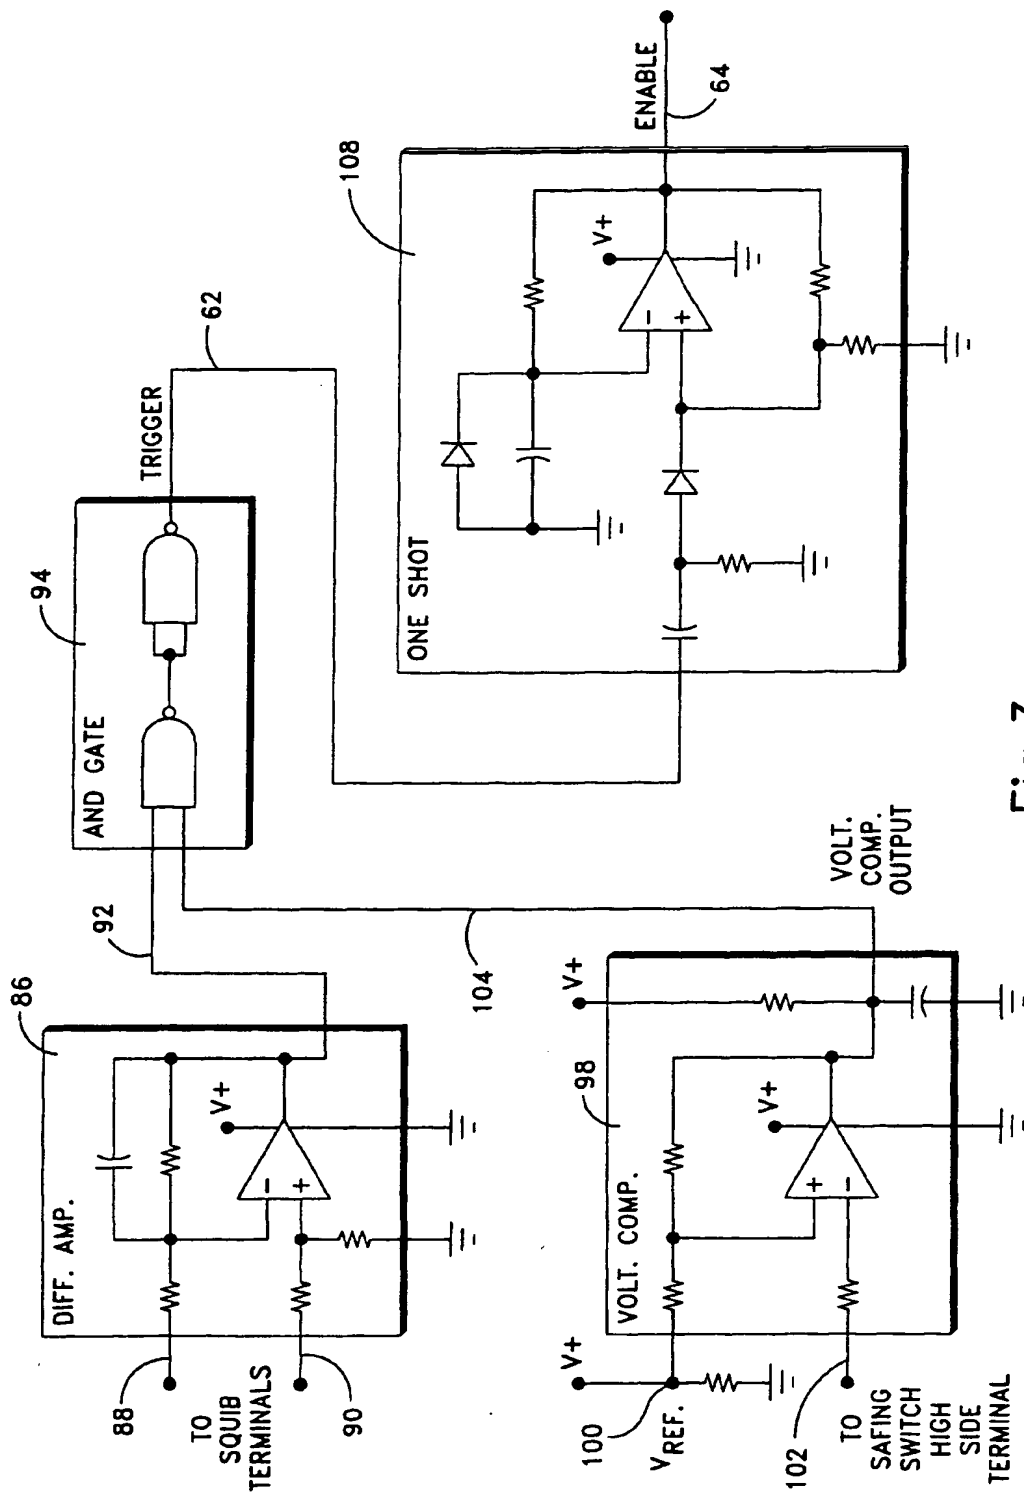 86
DIFF. AMP.
88
TO
SQUIB
TERMINALS
90
V+
-
+
92
94
AND GATE
TRIGGER
62
98
VOLT. COMP.
V+
100
VREF.
102
TO
SAFING
SWITCH
HIGH
SIDE
TERMINAL
V+
+
-
V+
104
VOLT.
COMP.
OUTPUT
108
ONE SHOT
V+
-
+
ENABLE
64